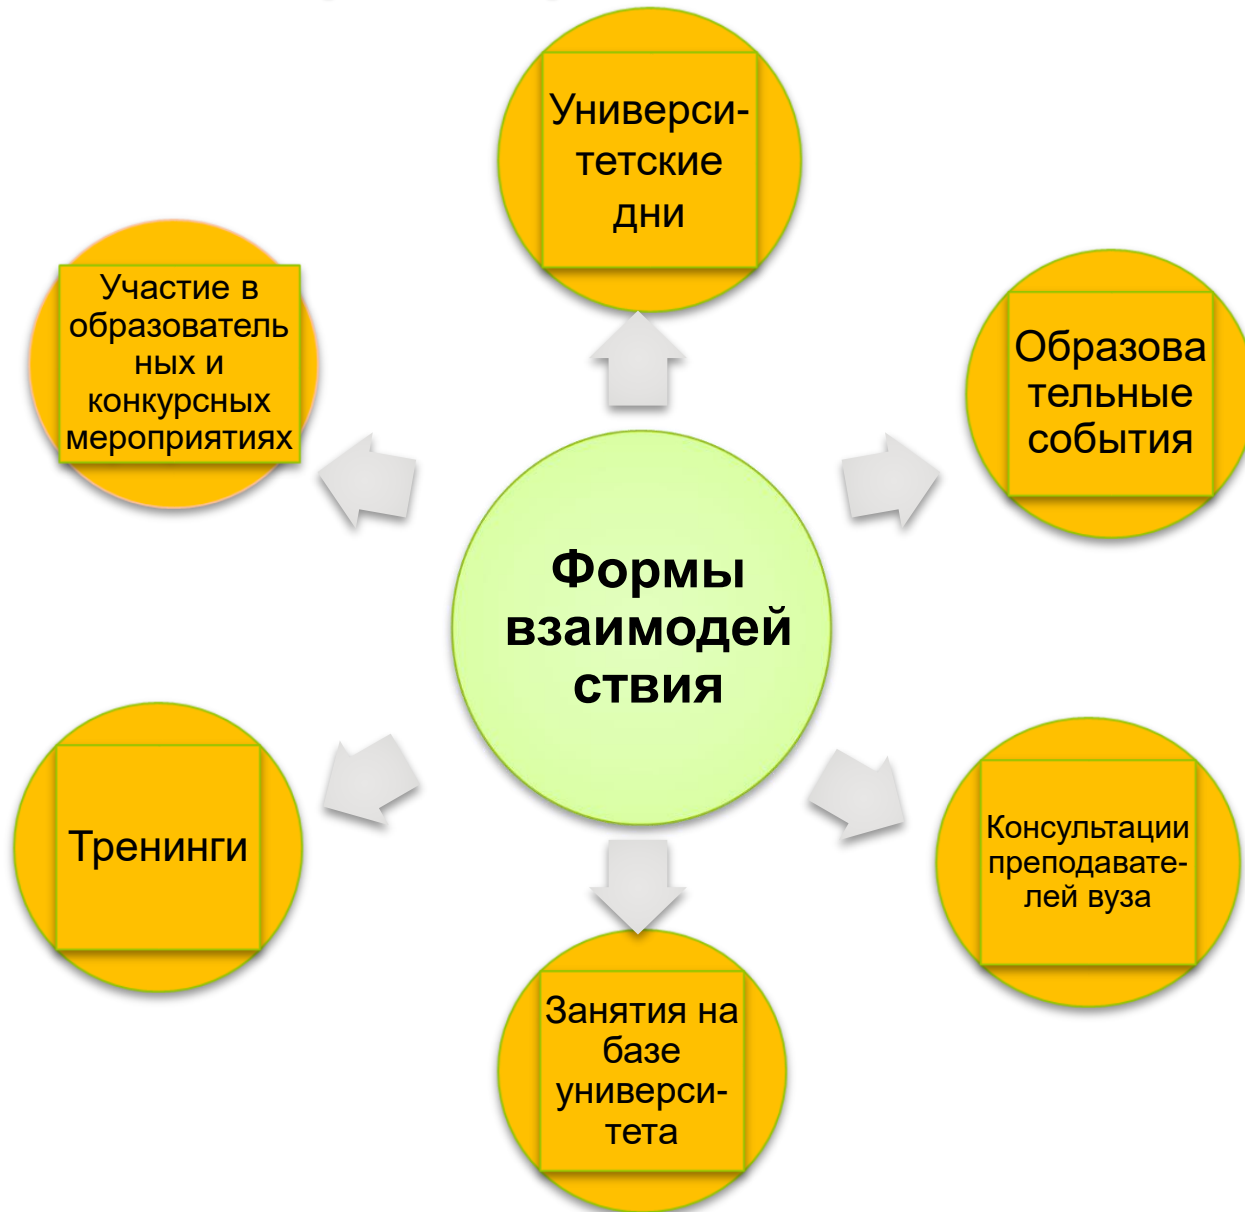 Универси-
тетские
дни
Участие в
образователь
ных и
конкурсных
мероприятиях
Образова
тельные
события
Формы
взаимодей
ствия
Тренинги
Консультации
преподавате-
лей вуза
Занятия на
базе
универси-
тета